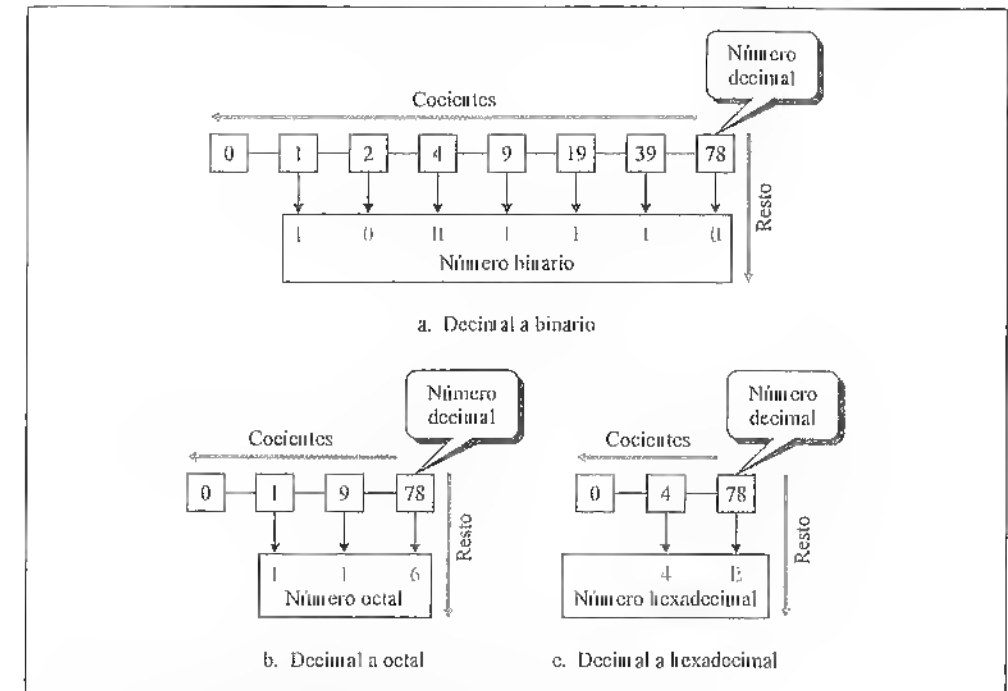 Número
decimal
Cocientes
0 1 2 4 9 19 39 78
Resto
1 0 0 1 1 1 0
Número binario
a. Decimal a binario
Número
decimal
Cocientes
0 1 9 78
Resto
1 1 6
Número octal
b. Decimal a octal
Número
decimal
Cocientes
0 4 78
Resto
4 E
Número hexadecimal
c. Decimal a hexadecimal